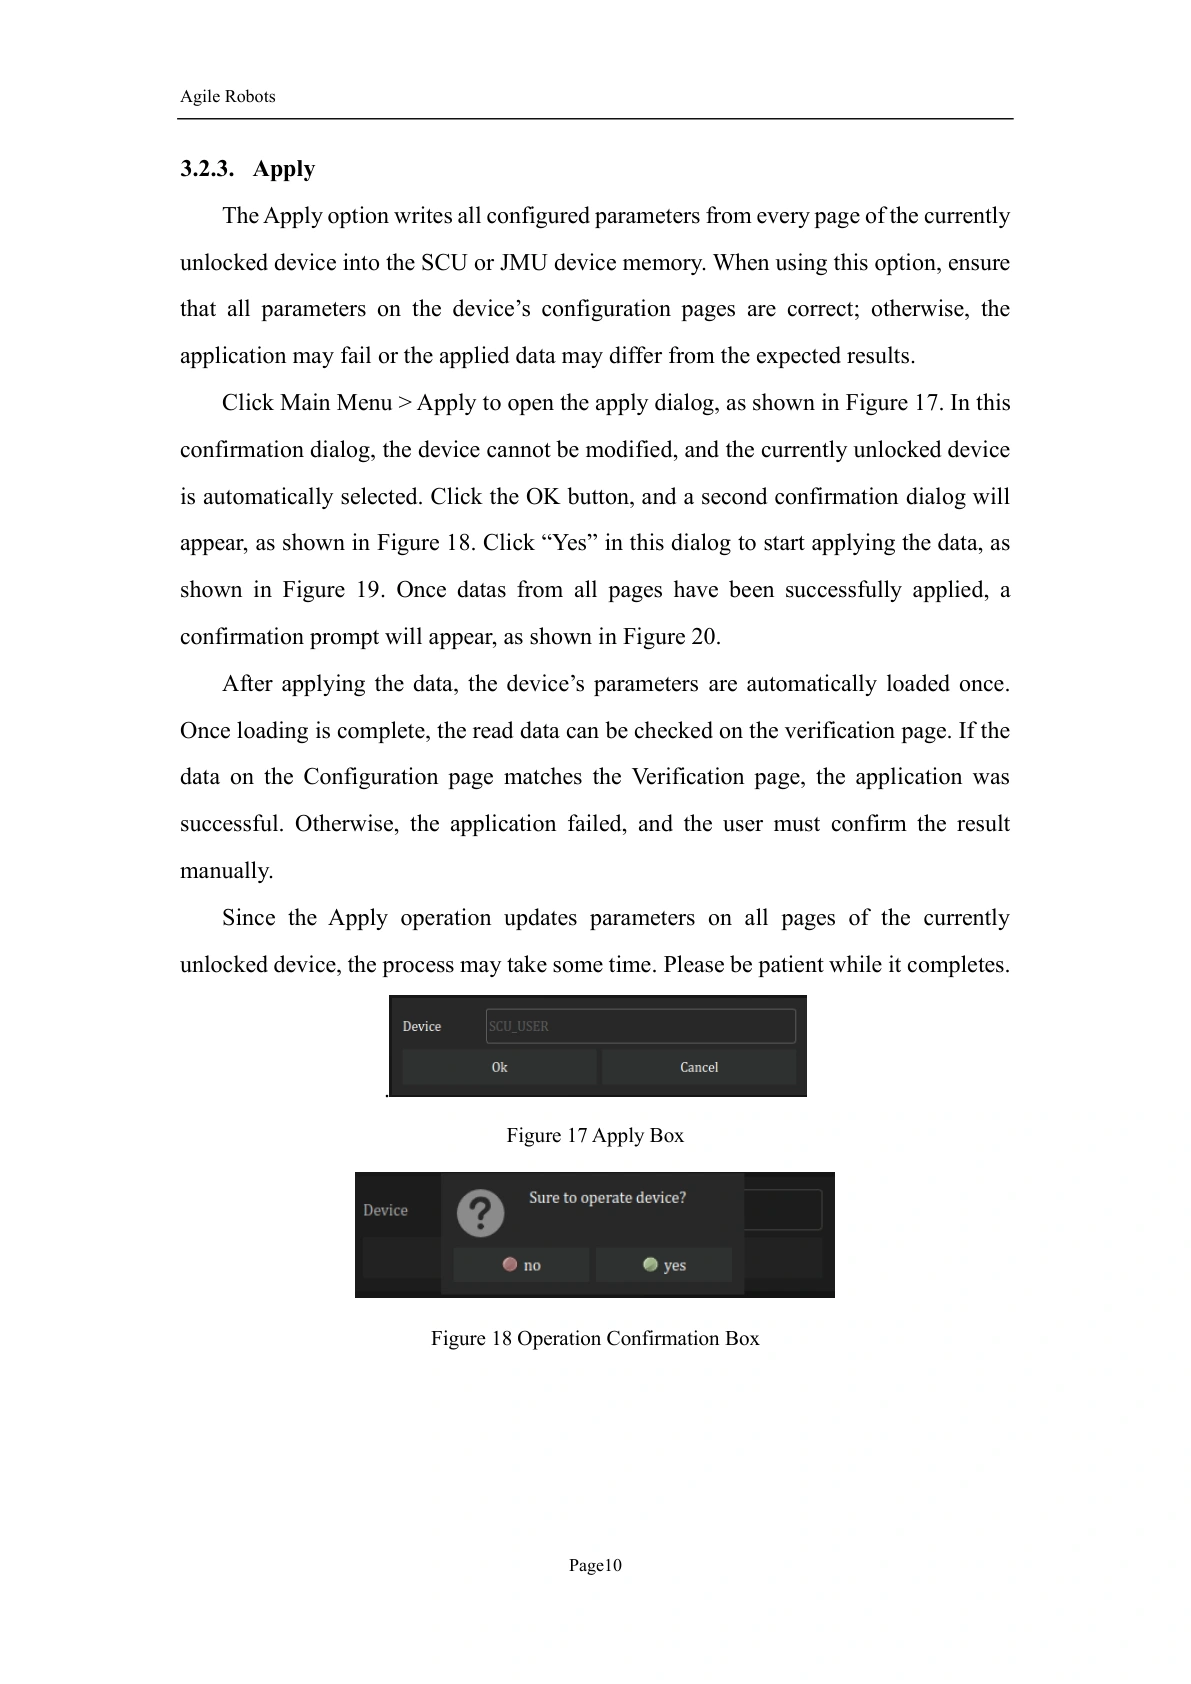 Agile Robots
3.2.3. Apply
The Apply option writes all configured parameters from every page of the currently
unlocked device into the SCU or JMU device memory. When using this option, ensure
that all parameters on the device’s configuration pages are correct; otherwise, the
application may fail or the applied data may differ from the expected results.
Click Main Menu > Apply to open the apply dialog, as shown in Figure 17. In this
confirmation dialog, the device cannot be modified, and the currently unlocked device
is automatically selected. Click the OK button, and a second confirmation dialog will
appear, as shown in Figure 18. Click “Yes” in this dialog to start applying the data, as
shown in Figure 19. Once datas from all pages have been successfully applied, a
confirmation prompt will appear, as shown in Figure 20.
After applying the data, the device’s parameters are automatically loaded once.
Once loading is complete, the read data can be checked on the verification page. If the
data on the Configuration page matches the Verification page, the application was
successful. Otherwise, the application failed, and the user must confirm the result
manually.
Since the Apply operation updates parameters on all pages of the currently
unlocked device, the process may take some time. Please be patient while it completes.
Device SCU_USER
Ok Cancel
.
Figure 17 Apply Box
Sure to operate device?
Device
no yes
Figure 18 Operation Confirmation Box
Page10